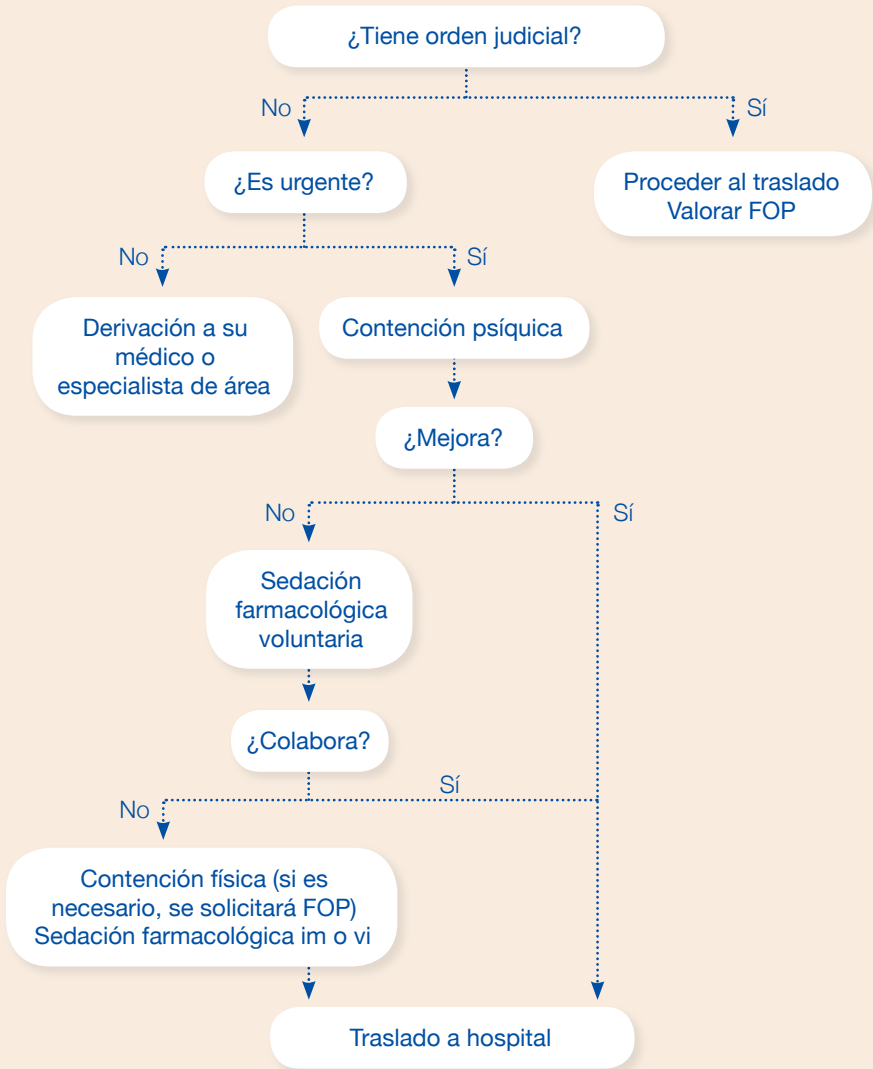 ¿Tiene orden judicial?
No
Sí
¿Es urgente?
Proceder al traslado
Valorar FOP
No
Sí
Derivación a su
médico o
especialista de área
Contención psíquica
¿Mejora?
No
Sí
Sedación
farmacológica
voluntaria
¿Colabora?
Sí
No
Contención física (si es
necesario, se solicitará FOP)
Sedación farmacológica im o vi
Traslado a hospital